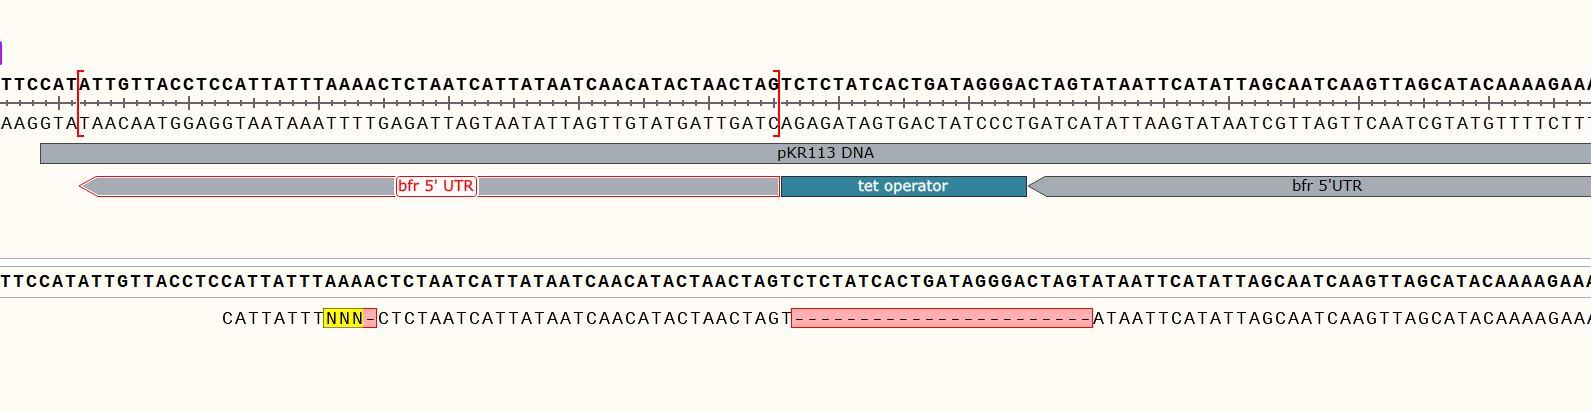 TTCCATATTGTTACCTCCATTATTTAAAACTCTAATCATTATAATCAACATACTAACTAGTCTCTATCACTGATAGGGACTAGTATAATTCATATTAGCAATCAAGTTAGCATACAAAAGAAA
AAGGTATAACAATGGAGGTAATAAATTTTGAGATTAGTAATATTAGTTGTATGATTGATCAGAGATAGTGACTATCCCTGATCATATTAAGTATAATCGTTAGTTCAATCGTATGTTTTCTTT
pKR113 DNA
bfr 5' UTR tet operator bfr 5'UTR
TTCCATATTGTTACCTCCATTATTTAAAACTCTAATCATTATAATCAACATACTAACTAGTCTCTATCACTGATAGGGACTAGTATAATTCATATTAGCAATCAAGTTAGCATACAAAAGAAA
CATTATTTNNN-CTCTAATCATTATAATCAACATACTAACTAGT-----------------------ATAATTCATATTAGCAATCAAGTTAGCATACAAAAGAAA